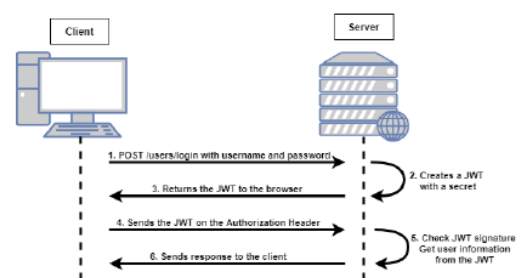 Client
Server
1. POST /users/login with username and password
2. Creates a JWT
with a secret
3. Returns the JWT to the browser
4. Sends the JWT on the Authorization Header
5. Check JWT signature
Get user information
from the JWT
6. Sends response to the client